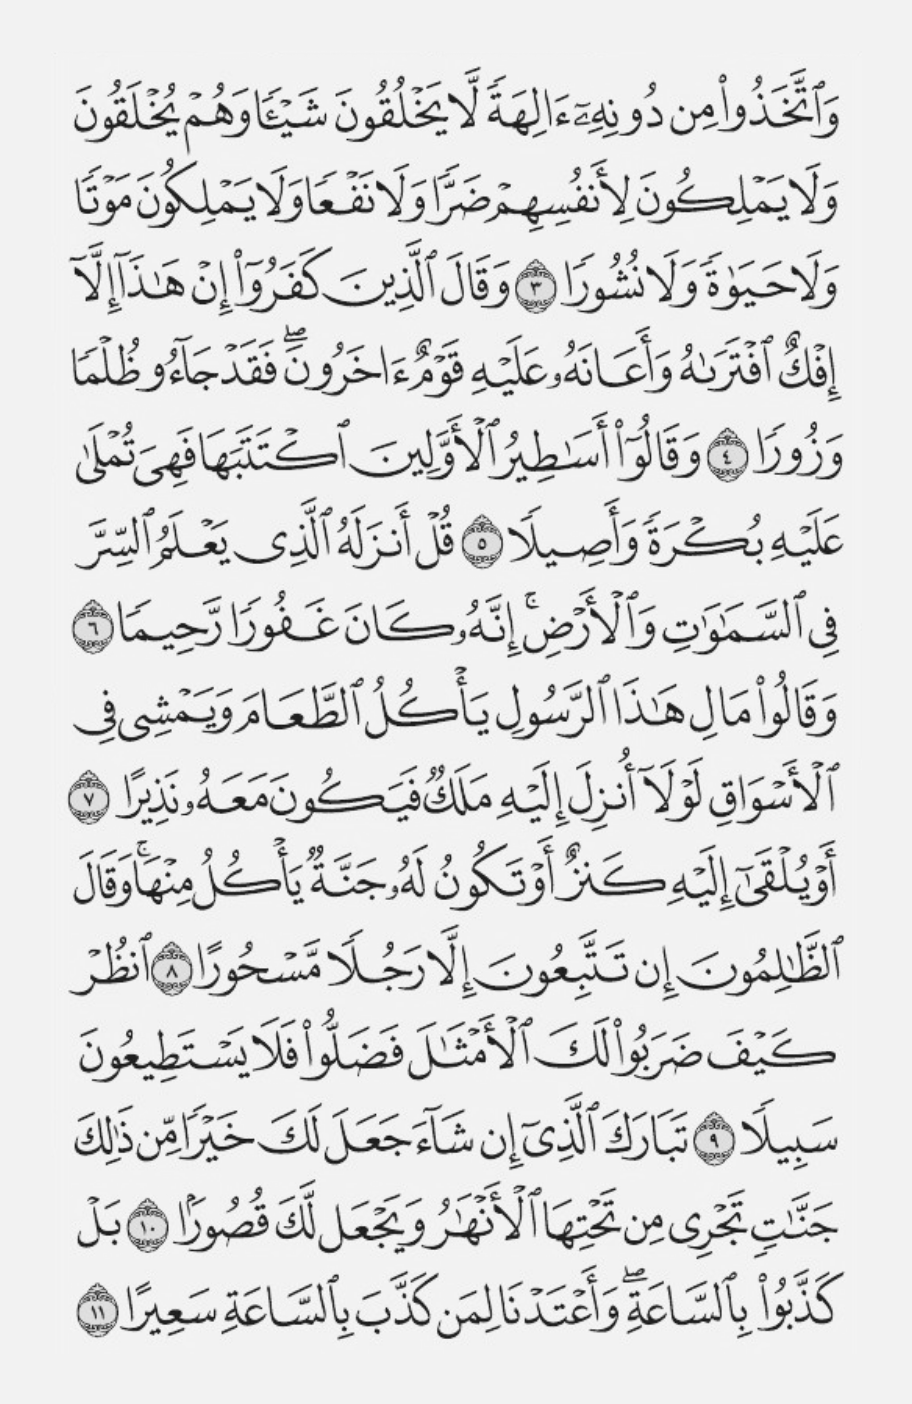 وَٱتَّخَذُوا۟ مِن دُونِهِۦٓ ءَالِهَةً لَّا يَخْلُقُونَ شَيْـًٔا وَهُمْ يُخْلَقُونَ
وَلَا يَمْلِكُونَ لِأَنفُسِهِمْ ضَرًّا وَلَا نَفْعًا وَلَا يَمْلِكُونَ مَوْتًا
وَلَا حَيَوٰةً وَلَا نُشُورًا ٣ وَقَالَ ٱلَّذِينَ كَفَرُوٓا۟ إِنْ هَـٰذَآ إِلَّآ
إِفْكٌ ٱفْتَرَىٰهُ وَأَعَانَهُۥ عَلَيْهِ قَوْمٌ ءَاخَرُونَ ۖ فَقَدْ جَآءُو ظُلْمًا
وَزُورًا ٤ وَقَالُوٓا۟ أَسَـٰطِيرُ ٱلْأَوَّلِينَ ٱكْتَتَبَهَا فَهِىَ تُمْلَىٰ
عَلَيْهِ بُكْرَةً وَأَصِيلًا ٥ قُلْ أَنزَلَهُ ٱلَّذِى يَعْلَمُ ٱلسِّرَّ
فِى ٱلسَّمَـٰوَٰتِ وَٱلْأَرْضِ ۚ إِنَّهُۥ كَانَ غَفُورًا رَّحِيمًا ٦
وَقَالُوا۟ مَالِ هَـٰذَا ٱلرَّسُولِ يَأْكُلُ ٱلطَّعَامَ وَيَمْشِى فِى
ٱلْأَسْوَاقِ لَوْلَآ أُنزِلَ إِلَيْهِ مَلَكٌ فَيَكُونَ مَعَهُۥ نَذِيرًا ٧
أَوْ يُلْقَىٰٓ إِلَيْهِ كَنزٌ أَوْ تَكُونُ لَهُۥ جَنَّةٌ يَأْكُلُ مِنْهَا ۚ وَقَالَ
ٱلظَّـٰلِمُونَ إِن تَتَّبِعُونَ إِلَّا رَجُلًا مَّسْحُورًا ٨ ٱنظُرْ
كَيْفَ ضَرَبُوا۟ لَكَ ٱلْأَمْثَـٰلَ فَضَلُّوا۟ فَلَا يَسْتَطِيعُونَ
سَبِيلًا ٩ تَبَارَكَ ٱلَّذِىٓ إِن شَآءَ جَعَلَ لَكَ خَيْرًا مِّن ذَٰلِكَ
جَنَّـٰتٍ تَجْرِى مِن تَحْتِهَا ٱلْأَنْهَـٰرُ وَيَجْعَل لَّكَ قُصُورًۢا ١٠ بَلْ
كَذَّبُوا۟ بِٱلسَّاعَةِ ۖ وَأَعْتَدْنَا لِمَن كَذَّبَ بِٱلسَّاعَةِ سَعِيرًا ١١